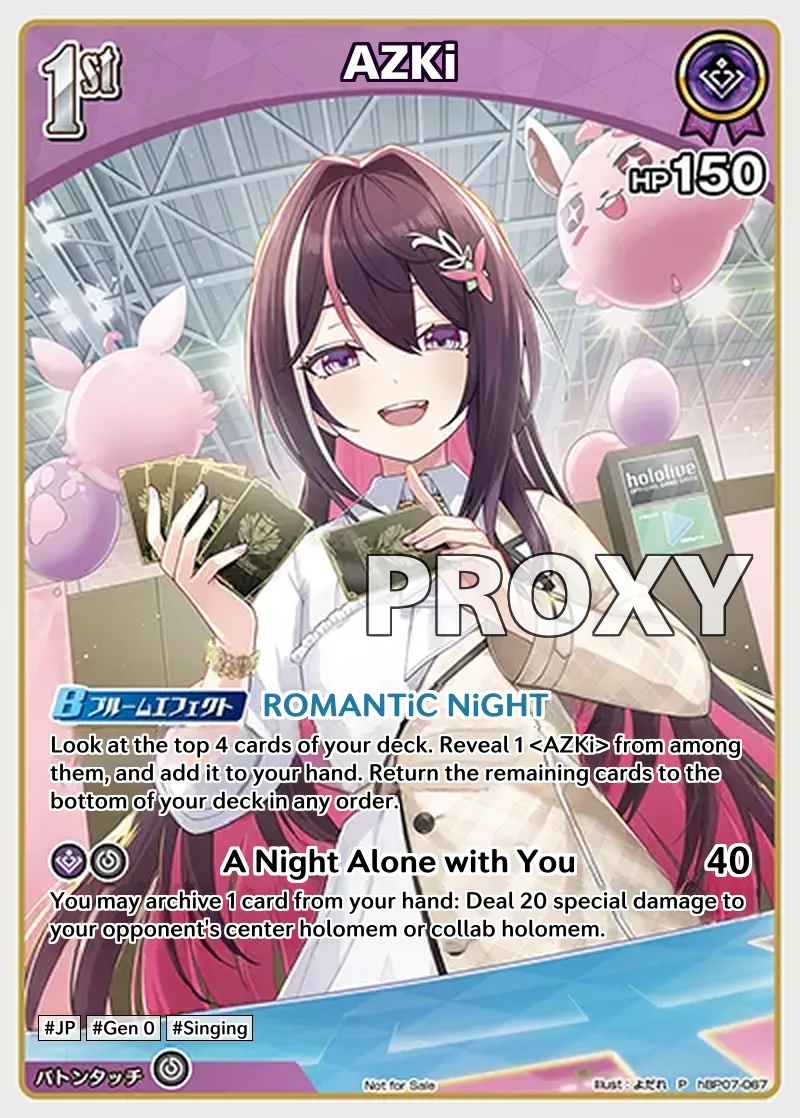 1st
AZKi
HP150
hololive
PROXY
ブルームエフェクト ROMANTiC NiGHT
Look at the top 4 cards of your deck. Reveal 1 <AZKi> from among
them, and add it to your hand. Return the remaining cards to the
bottom of your deck in any order.
A Night Alone with You 40
You may archive 1 card from your hand: Deal 20 special damage to
your opponent's center holomem or collab holomem.
#JP #Gen 0 #Singing
バトンタッチ
Not for Sale
Illust : よだれ P hBP07-067